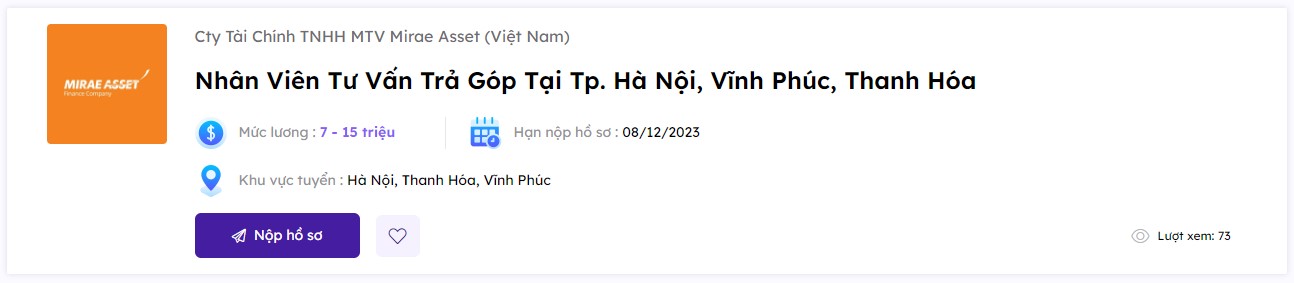 Cty Tài Chính TNHH MTV Mirae Asset (Việt Nam)
MIRAE ASSET
Finance Company
Nhân Viên Tư Vấn Trả Góp Tại Tp. Hà Nội, Vĩnh Phúc, Thanh Hóa
Mức lương : 7 - 15 triệu
Hạn nộp hồ sơ : 08/12/2023
Khu vực tuyển : Hà Nội, Thanh Hóa, Vĩnh Phúc
Nộp hồ sơ
Lượt xem: 73